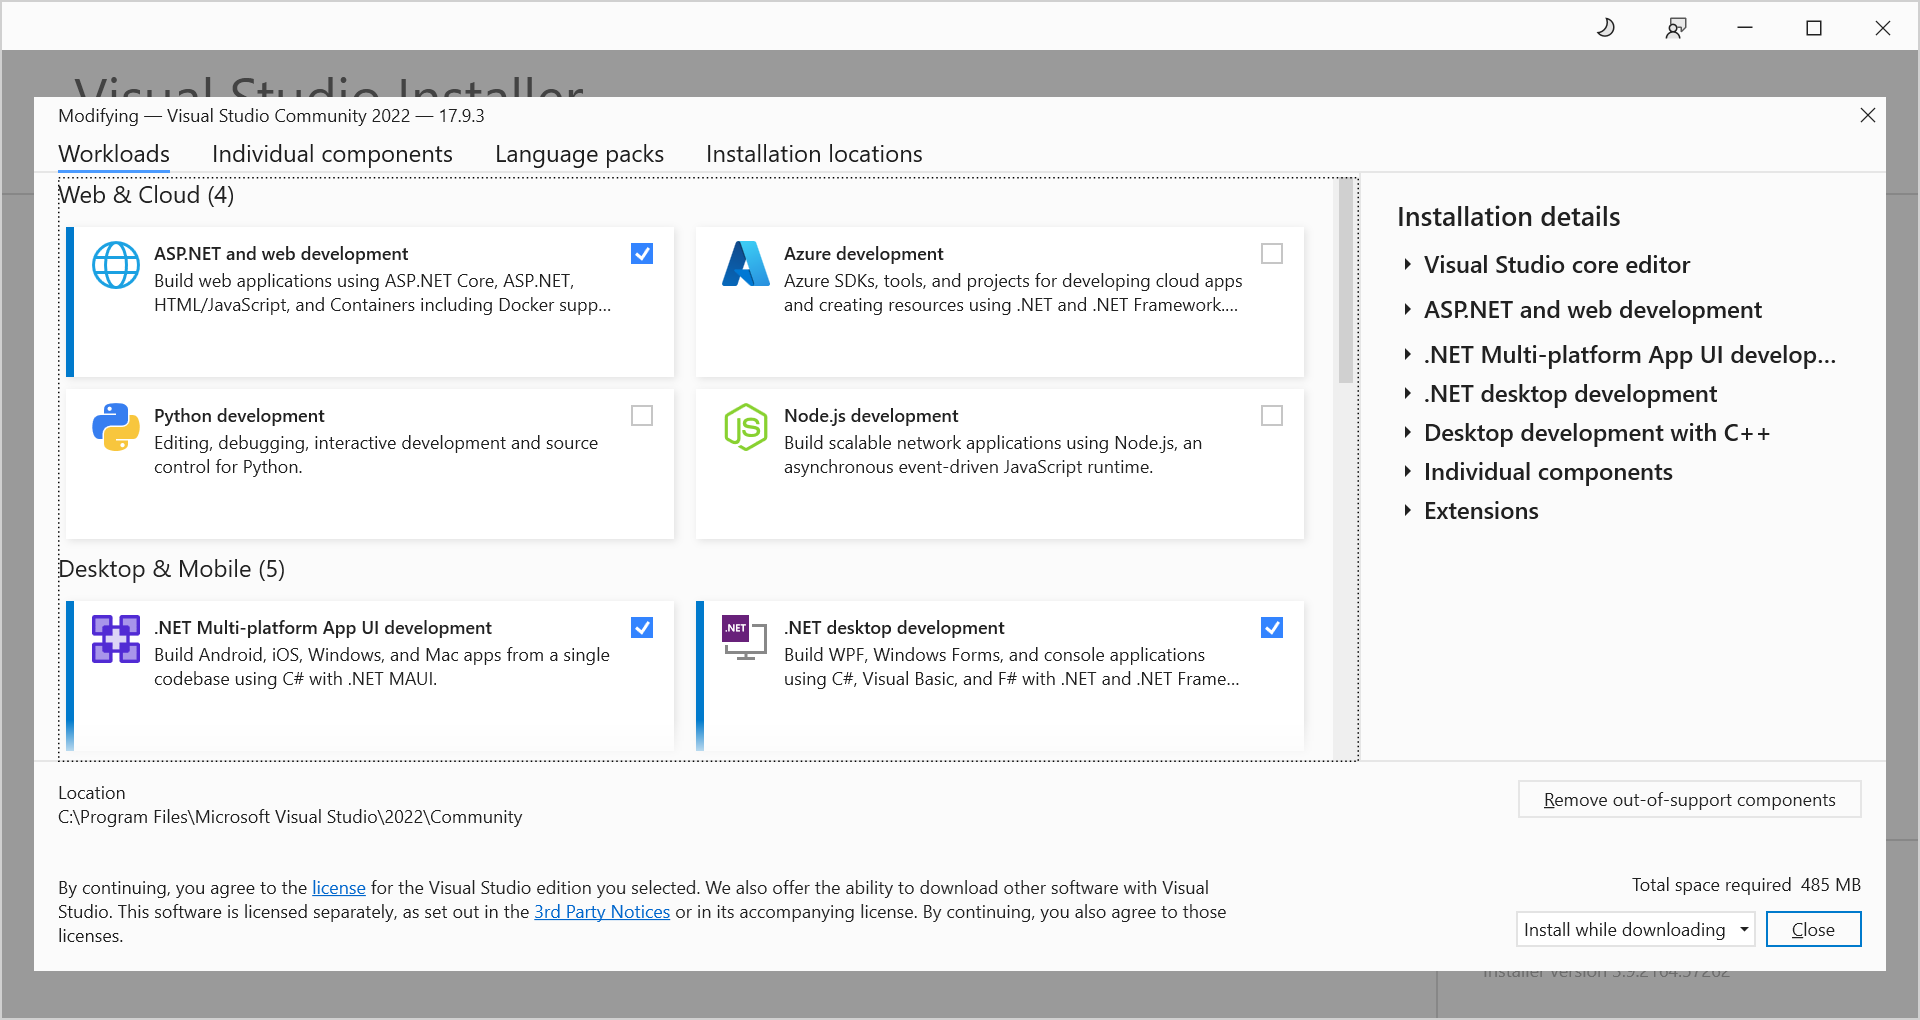 Visual Studio Installer
Modifying — Visual Studio Community 2022 — 17.9.3
Workloads
Individual components
Language packs
Installation locations
Web & Cloud (4)
ASP.NET and web development
Build web applications using ASP.NET Core, ASP.NET,
HTML/JavaScript, and Containers including Docker supp...
Azure development
Azure SDKs, tools, and projects for developing cloud apps
and creating resources using .NET and .NET Framework....
Python development
Editing, debugging, interactive development and source
control for Python.
JS
Node.js development
Build scalable network applications using Node.js, an
asynchronous event-driven JavaScript runtime.
Desktop & Mobile (5)
.NET Multi-platform App UI development
Build Android, iOS, Windows, and Mac apps from a single
codebase using C# with .NET MAUI.
.NET
.NET desktop development
Build WPF, Windows Forms, and console applications
using C#, Visual Basic, and F# with .NET and .NET Frame...
Installation details
Visual Studio core editor
ASP.NET and web development
.NET Multi-platform App UI develop...
.NET desktop development
Desktop development with C++
Individual components
Extensions
Location
C:\Program Files\Microsoft Visual Studio\2022\Community
Remove out-of-support components
By continuing, you agree to the license for the Visual Studio edition you selected. We also offer the ability to download other software with Visual
Studio. This software is licensed separately, as set out in the 3rd Party Notices or in its accompanying license. By continuing, you also agree to those
licenses.
Total space required 485 MB
Install while downloading
Close